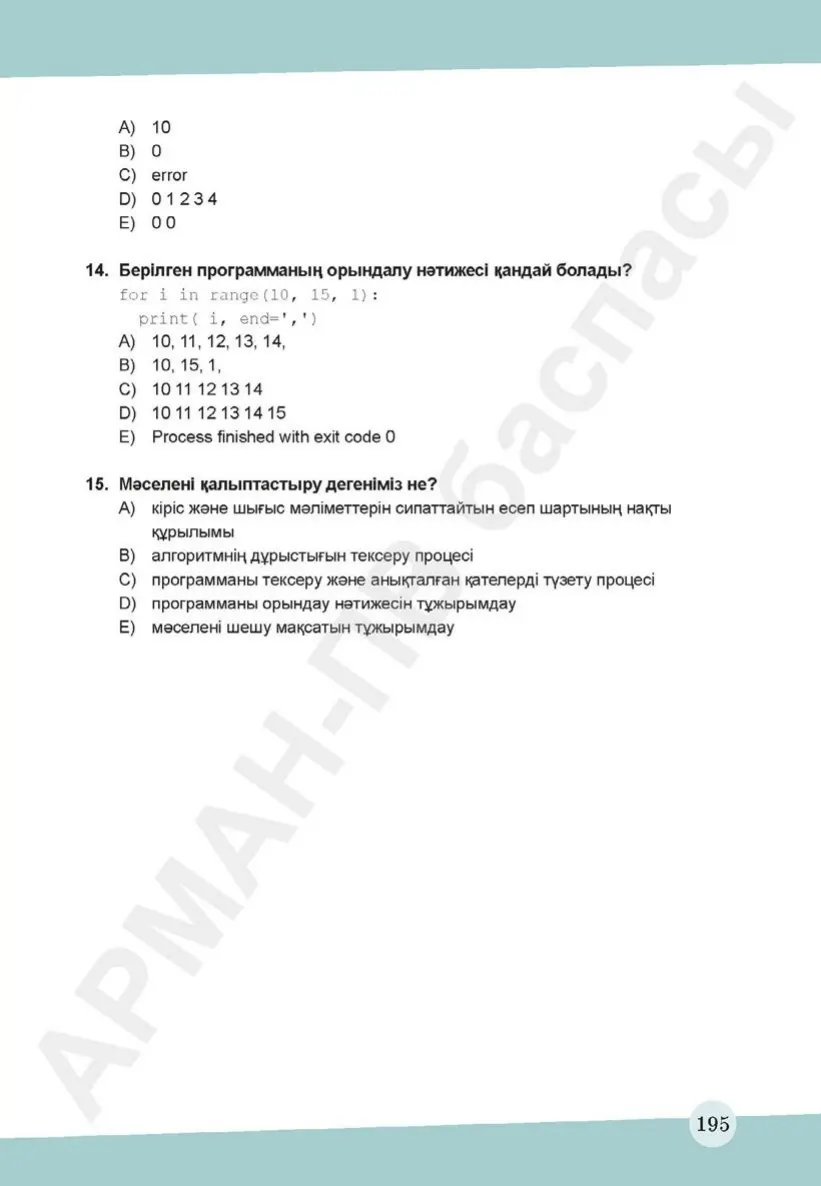 A) 10
B) 0
C) error
D) 0 1 2 3 4
E) 0 0
14. Берілген программаның орындалу нәтижесі қандай болады?
for i in range(10, 15, 1):
print( i, end=',')
A) 10, 11, 12, 13, 14,
B) 10, 15, 1,
C) 10 11 12 13 14
D) 10 11 12 13 14 15
E) Process finished with exit code 0
15. Мәселені қалыптастыру дегеніміз не?
A) кіріс және шығыс мәліметтерін сипаттайтын есеп шартының нақты
құрылымы
B) алгоритмнің дұрыстығын тексеру процесі
C) программаны тексеру және анықталған қателерді түзету процесі
D) программаны орындау нәтижесін тұжырымдау
E) мәселені шешу мақсатын тұжырымдау
АРМАН-ПВ баспасы
195